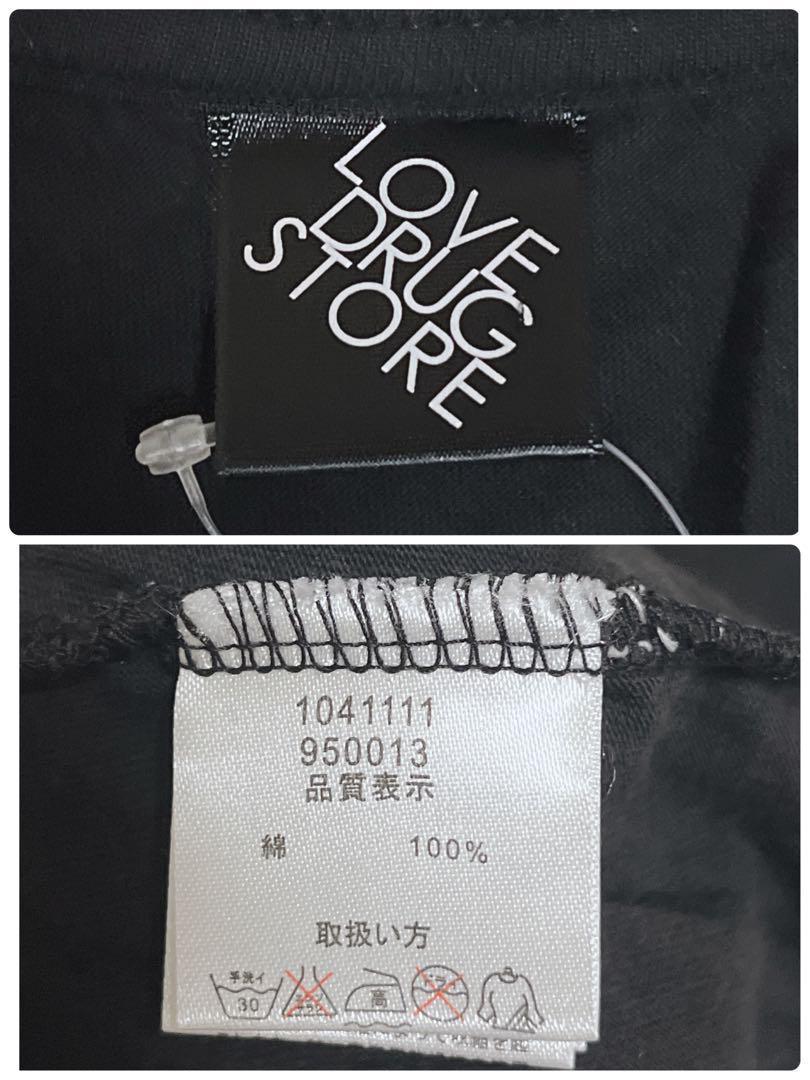 LOVE
DRUG
STORE
1041111
950013
品質表示
綿 100%
取扱い方
手洗イ
30
高